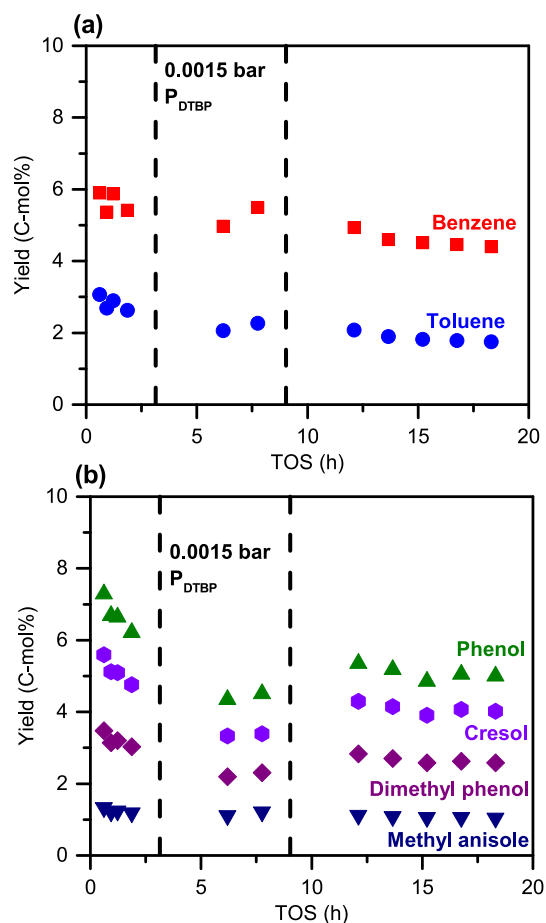 (a)
10
8
6
4
2
0
Yield (C-mol%)
0.0015 bar
P_DTBP
Benzene
Toluene
0 5 10 15 20
TOS (h)
(b)
10
8
6
4
2
0
Yield (C-mol%)
0.0015 bar
P_DTBP
Phenol
Cresol
Dimethyl phenol
Methyl anisole
0 5 10 15 20
TOS (h)